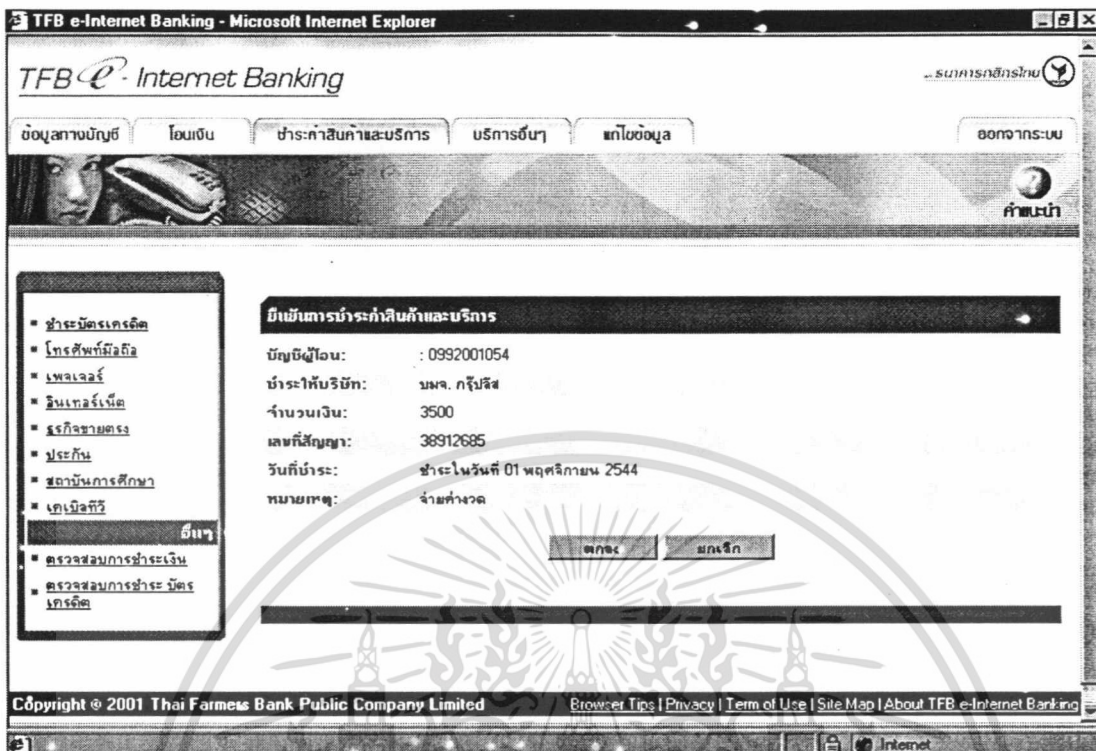 TFB e-Internet Banking - Microsoft Internet Explorer
TFB e - Internet Banking
...ธนาคารกสิกรไทย
ข้อมูลทางบัญชี โอนเงิน ชำระค่าสินค้าและบริการ บริการอื่นๆ แก้ไขข้อมูล ออกจากระบบ
คำแนะนำ
ชำระบัตรเครดิต
โทรศัพท์มือถือ
เพจเจอร์
อินเทอร์เน็ต
ธุรกิจขายตรง
ประกัน
สถาบันการศึกษา
เคเบิลทีวี
อื่นๆ
ตรวจสอบการชำระเงิน
ตรวจสอบการชำระ บัตร
เครดิต
ยืนยันการชำระค่าสินค้าและบริการ
บัญชีผู้โอน: : 0992001054
ชำระให้บริษัท: บมจ. กรุ๊ปลีส
จำนวนเงิน: 3500
เลขที่สัญญา: 38912685
วันที่ชำระ: ชำระในวันที่ 01 พฤศจิกายน 2544
หมายเหตุ: จ่ายค่างวด
ตกลง ยกเลิก
Copyright © 2001 Thai Farmers Bank Public Company Limited Browser Tips | Privacy | Term of Use | Site Map | About TFB e-Internet Banking
Internet